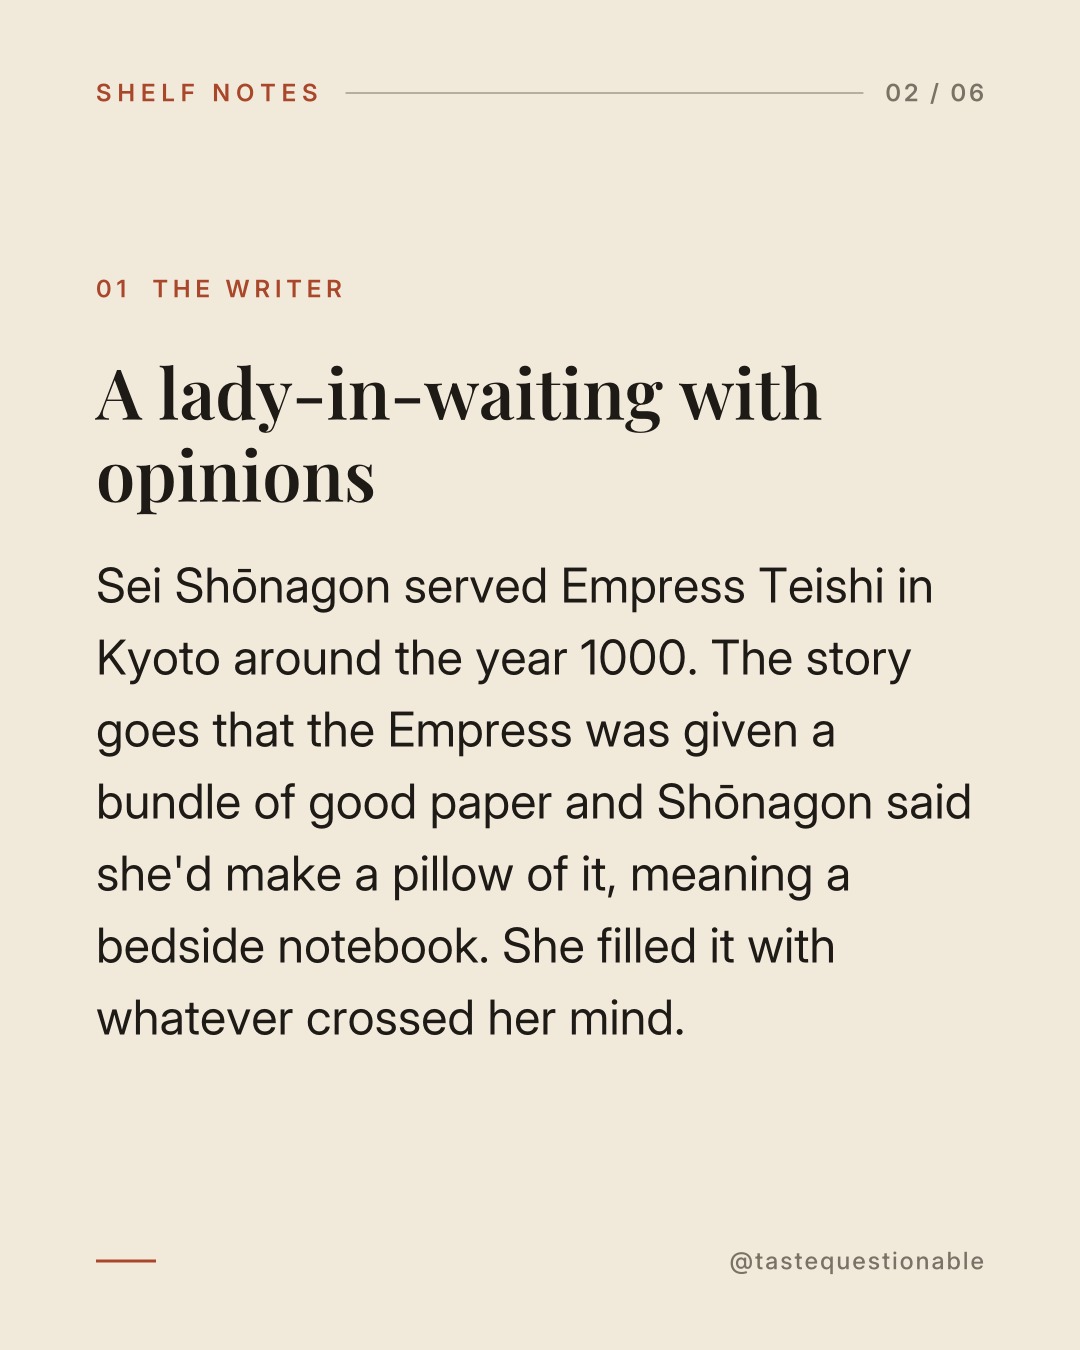 SHELF NOTES 02 / 06
01 THE WRITER
A lady-in-waiting with
opinions
Sei Shōnagon served Empress Teishi in
Kyoto around the year 1000. The story
goes that the Empress was given a
bundle of good paper and Shōnagon said
she'd make a pillow of it, meaning a
bedside notebook. She filled it with
whatever crossed her mind.
@tastequestionable